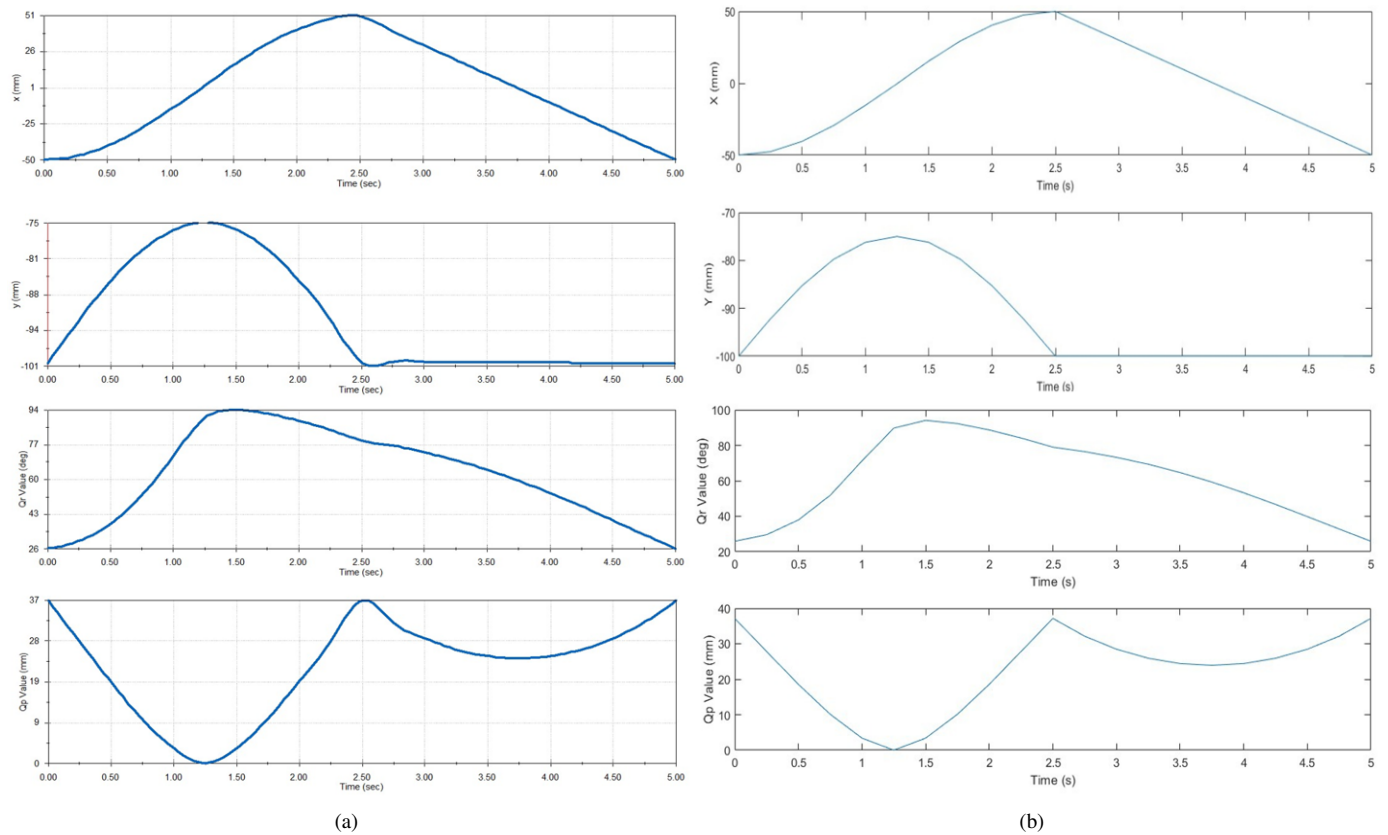 51
26
1
-25
-50
x (mm)
0.00 0.50 1.00 1.50 2.00 2.50 3.00 3.50 4.00 4.50 5.00
Time (sec)
-75
-81
-88
-94
-101
y (mm)
0.00 0.50 1.00 1.50 2.00 2.50 3.00 3.50 4.00 4.50 5.00
Time (sec)
94
77
60
43
26
Qr Value (deg)
0.00 0.50 1.00 1.50 2.00 2.50 3.00 3.50 4.00 4.50 5.00
Time (sec)
37
28
19
9
0
Qp Value (mm)
0.00 0.50 1.00 1.50 2.00 2.50 3.00 3.50 4.00 4.50 5.00
Time (sec)
(a)
50
0
-50
X (mm)
0 0.5 1 1.5 2 2.5 3 3.5 4 4.5 5
Time (s)
-70
-80
-90
-100
Y (mm)
0 0.5 1 1.5 2 2.5 3 3.5 4 4.5 5
Time (s)
100
80
60
40
20
Qr Value (deg)
0 0.5 1 1.5 2 2.5 3 3.5 4 4.5 5
Time (s)
40
30
20
10
0
Qp Value (mm)
0 0.5 1 1.5 2 2.5 3 3.5 4 4.5 5
Time (s)
(b)